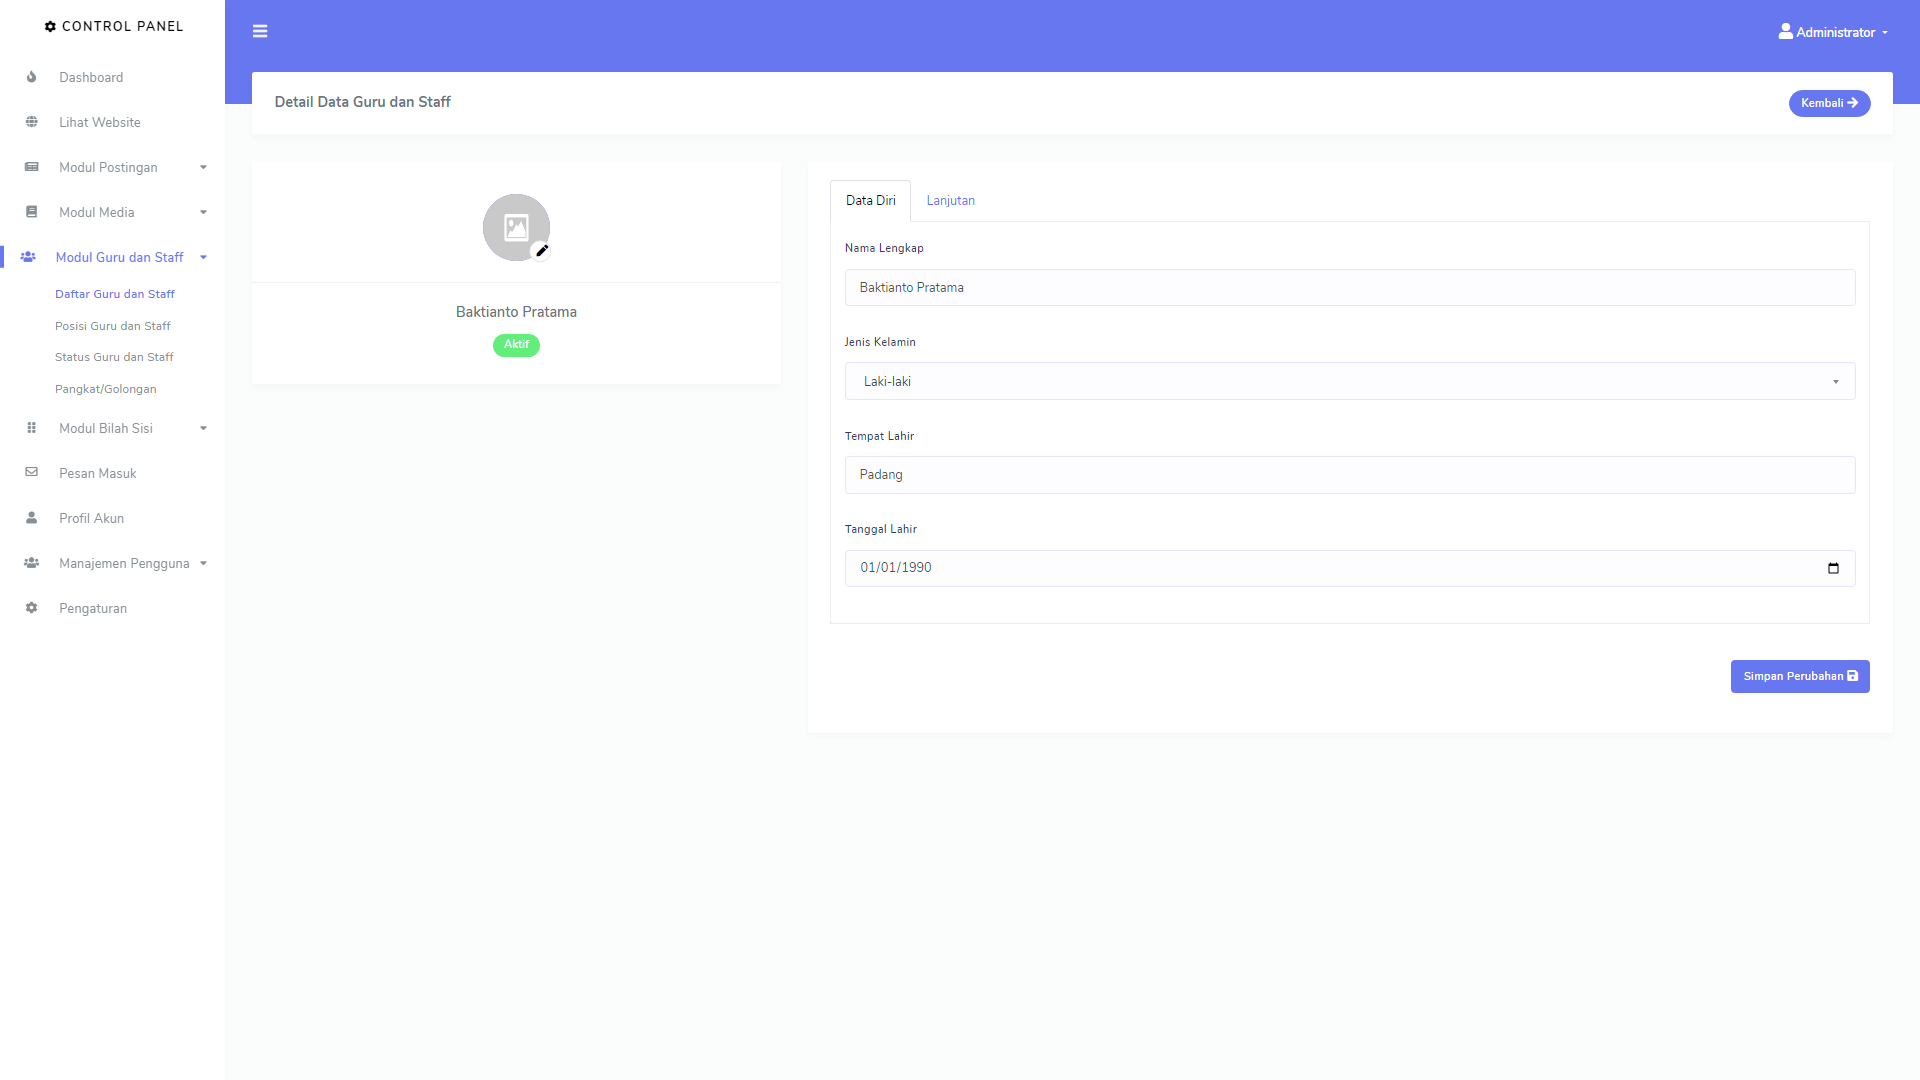 CONTROL PANEL
Dashboard
Lihat Website
Modul Postingan
Modul Media
Modul Guru dan Staff
Daftar Guru dan Staff
Posisi Guru dan Staff
Status Guru dan Staff
Pangkat/Golongan
Modul Bilah Sisi
Pesan Masuk
Profil Akun
Manajemen Pengguna
Pengaturan
Administrator
Detail Data Guru dan Staff
Kembali
Baktianto Pratama
Aktif
Data Diri
Lanjutan
Nama Lengkap
Baktianto Pratama
Jenis Kelamin
Laki-laki
Tempat Lahir
Padang
Tanggal Lahir
01/01/1990
Simpan Perubahan